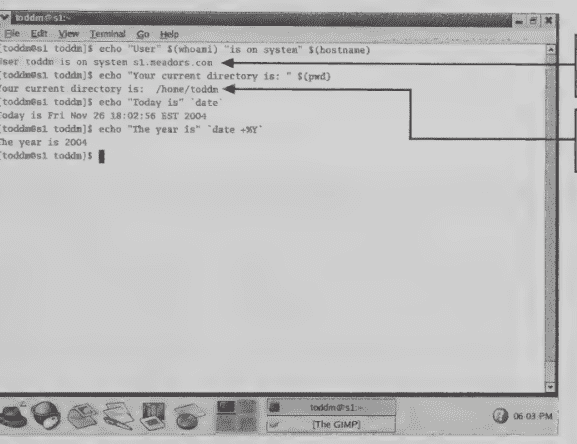 toddm@s1:~
File Edit View Terminal Go Help
[toddm@s1 toddm]$ echo "User" $(whoami) "is on system" $(hostname)
User toddm is on system s1.meadors.com
[toddm@s1 toddm]$ echo "Your current directory is: " $(pwd)
Your current directory is:  /home/toddm
[toddm@s1 toddm]$ echo "Today is" `date`
Today is Fri Nov 26 18:02:56 EST 2004
[toddm@s1 toddm]$ echo "The year is" `date +%Y`
The year is 2004
[toddm@s1 toddm]$
toddm@s1:~
[The GIMP]
06:03 PM